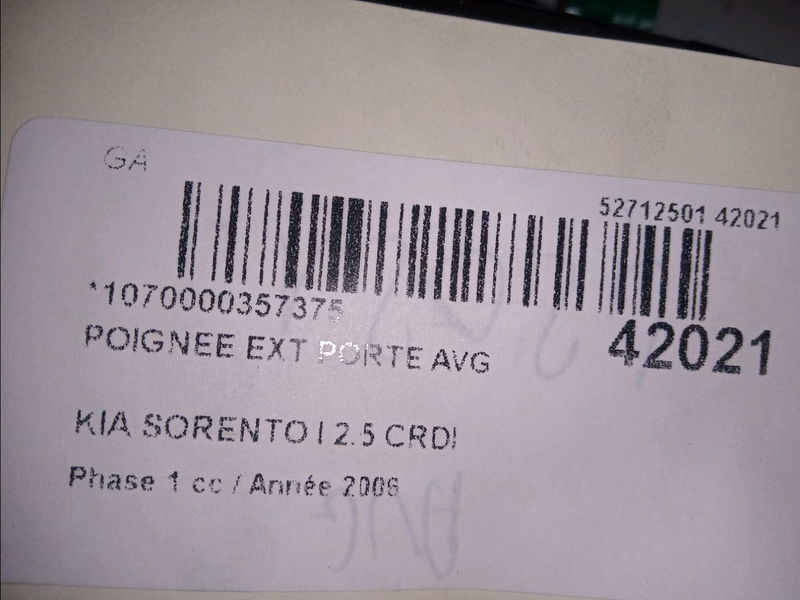 GA
52712501 42021
*1070000357375
42021
POIGNEE EXT PORTE AVG
KIA SORENTO I 2.5 CRDI
Phase 1 cc / Année 2006